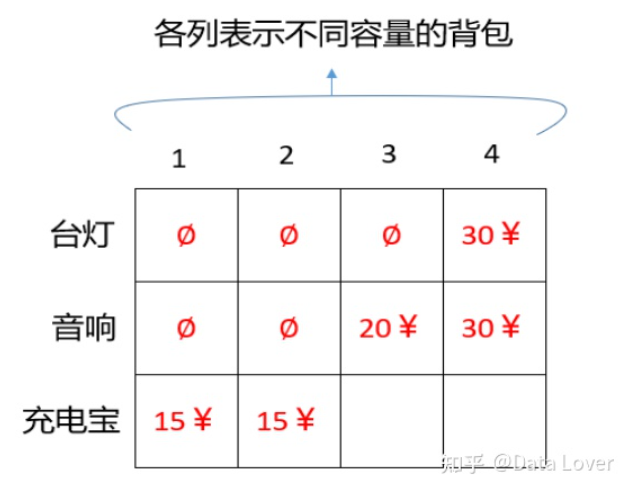 各列表示不同容量的背包
1 2 3 4
台灯 Ø Ø Ø 30￥
音响 Ø Ø 20￥ 30￥
充电宝 15￥ 15￥
知乎 @Data Lover